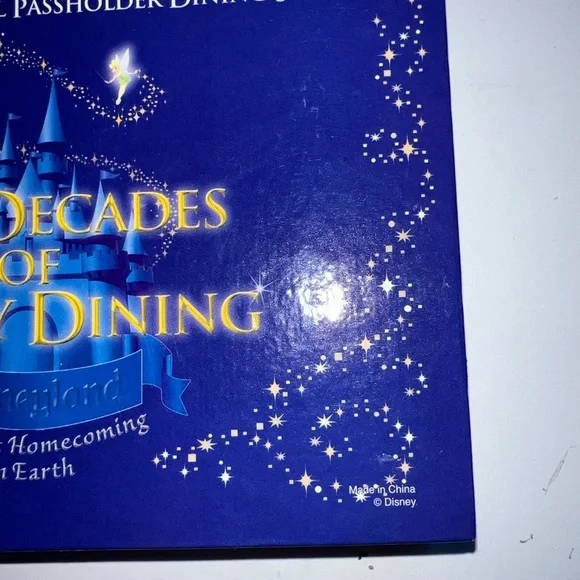 PASSHOLDER DINING
DECADES
OF
DINING
Homecoming
Earth
Made in China
© Disney